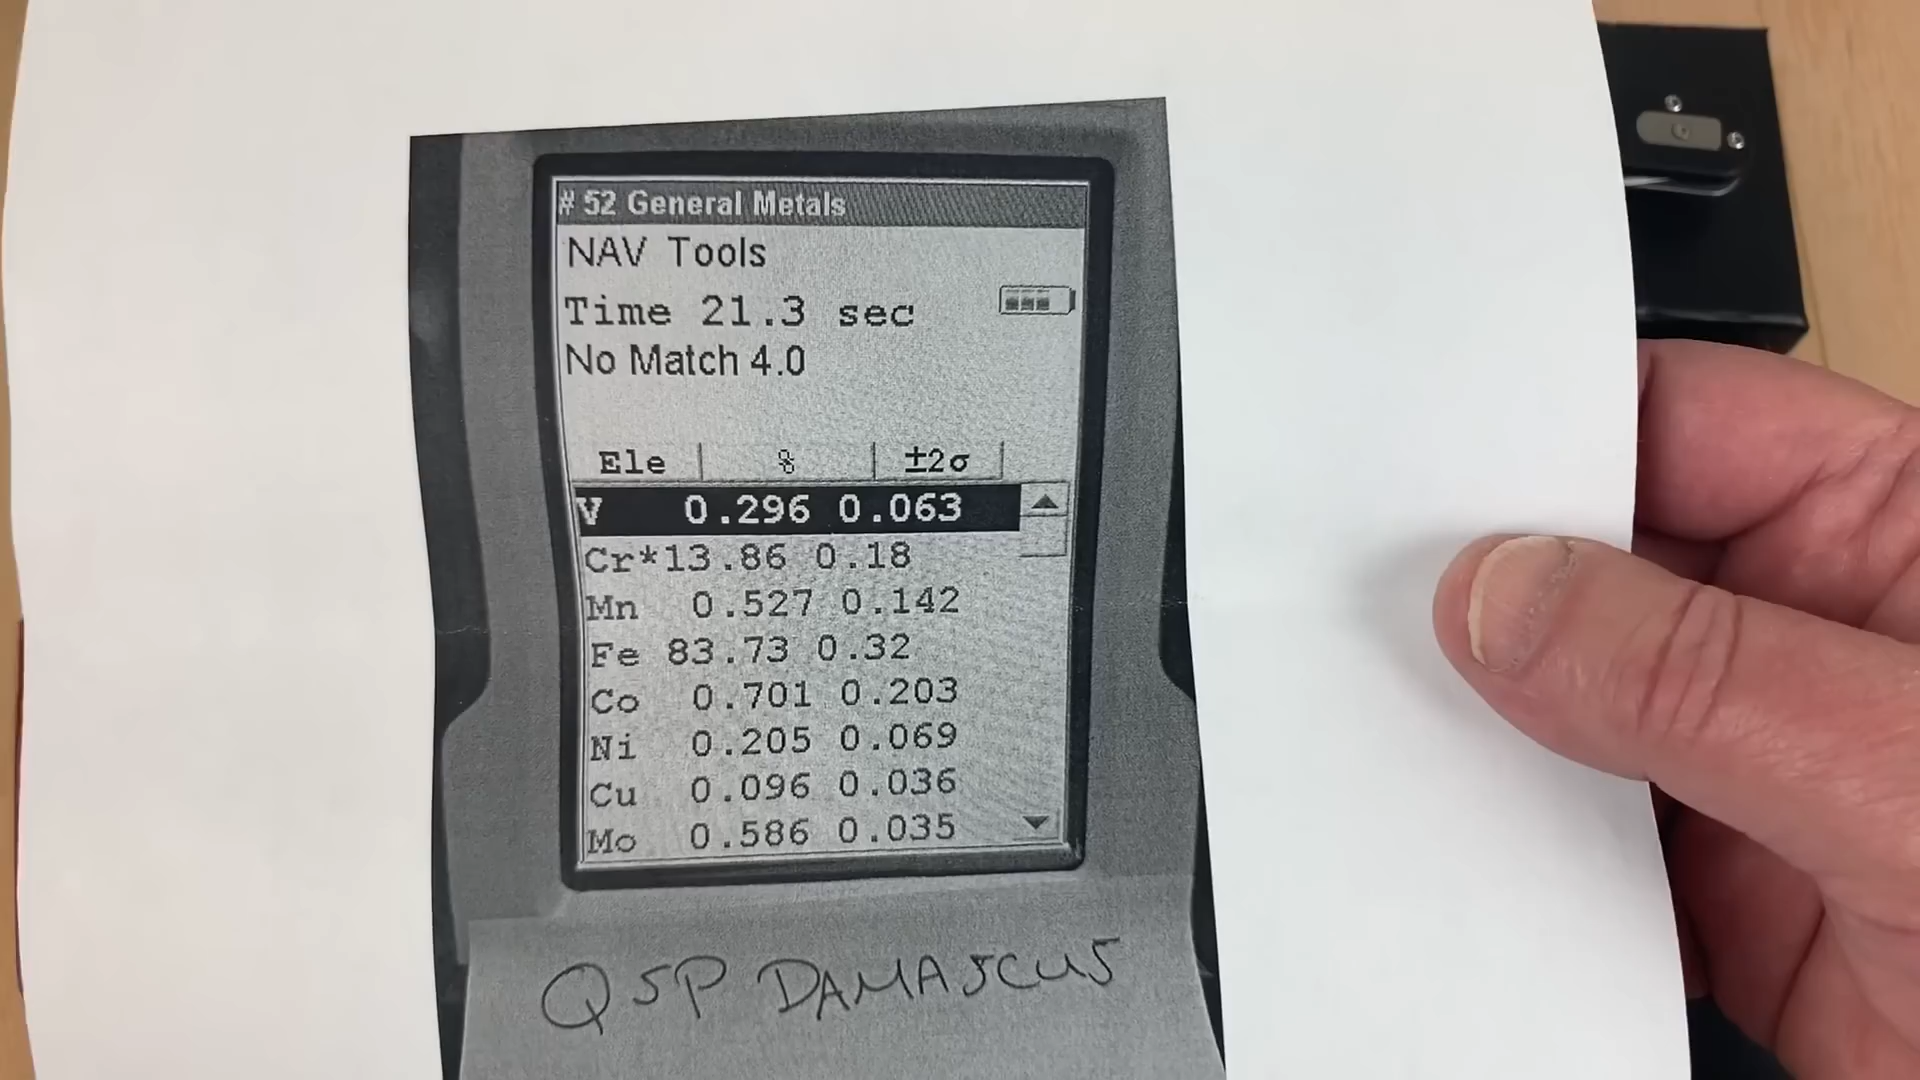 # 52 General Metals
NAV Tools
Time 21.3 sec
No Match 4.0
Ele % ±2σ
V 0.296 0.063
Cr*13.86 0.18
Mn 0.527 0.142
Fe 83.73 0.32
Co 0.701 0.203
Ni 0.205 0.069
Cu 0.096 0.036
Mo 0.586 0.035
QSP DAMASCUS